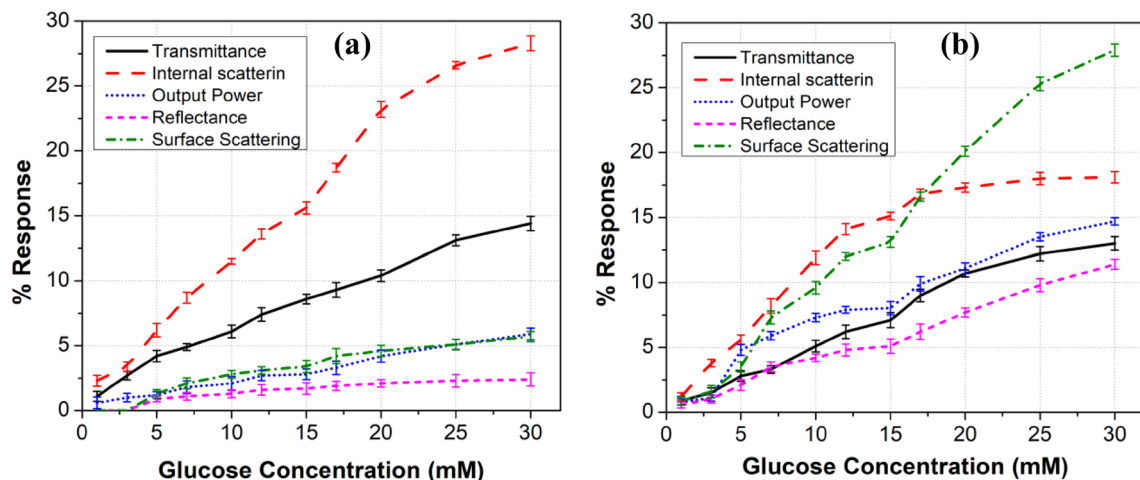 (a)
Transmittance
Internal scatterin
Output Power
Reflectance
Surface Scattering
% Response
30
25
20
15
10
5
0
0 5 10 15 20 25 30
Glucose Concentration (mM)
(b)
Transmittance
Internal scatterin
Output Power
Reflectance
Surface Scattering
% Response
30
25
20
15
10
5
0
0 5 10 15 20 25 30
Glucose Concentration (mM)